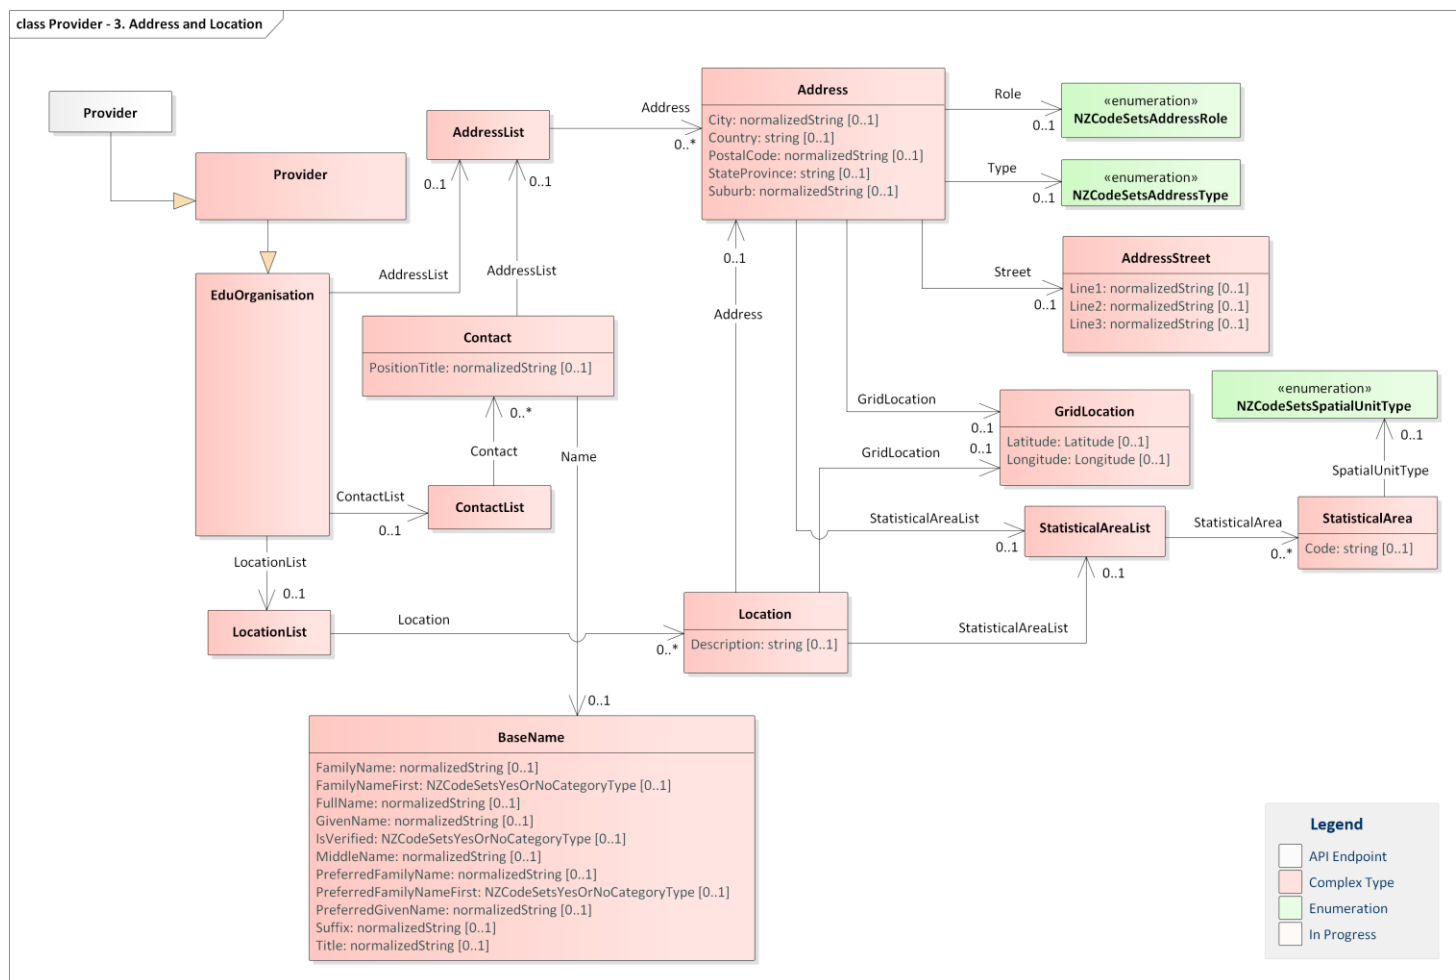 class Provider - 3. Address and Location
Provider
Provider
EduOrganisation
AddressList
0..1
0..1
AddressList
AddressList
Address
0..*
Address
City: normalizedString [0..1]
Country: string [0..1]
PostalCode: normalizedString [0..1]
StateProvince: string [0..1]
Suburb: normalizedString [0..1]
Role
0..1
«enumeration»
NZCodeSetsAddressRole
Type
0..1
«enumeration»
NZCodeSetsAddressType
Street
0..1
AddressStreet
Line1: normalizedString [0..1]
Line2: normalizedString [0..1]
Line3: normalizedString [0..1]
0..1
Address
Contact
PositionTitle: normalizedString [0..1]
0..*
Contact
Name
ContactList
0..1
ContactList
GridLocation
0..1
GridLocation
0..1
GridLocation
Latitude: Latitude [0..1]
Longitude: Longitude [0..1]
«enumeration»
NZCodeSetsSpatialUnitType
0..1
SpatialUnitType
StatisticalAreaList
0..1
StatisticalAreaList
0..1
StatisticalArea
0..*
StatisticalArea
Code: string [0..1]
LocationList
0..1
LocationList
Location
0..*
Location
Description: string [0..1]
StatisticalAreaList
0..1
BaseName
FamilyName: normalizedString [0..1]
FamilyNameFirst: NZCodeSetsYesOrNoCategoryType [0..1]
FullName: normalizedString [0..1]
GivenName: normalizedString [0..1]
IsVerified: NZCodeSetsYesOrNoCategoryType [0..1]
MiddleName: normalizedString [0..1]
PreferredFamilyName: normalizedString [0..1]
PreferredFamilyNameFirst: NZCodeSetsYesOrNoCategoryType [0..1]
PreferredGivenName: normalizedString [0..1]
Suffix: normalizedString [0..1]
Title: normalizedString [0..1]
Legend
API Endpoint
Complex Type
Enumeration
In Progress